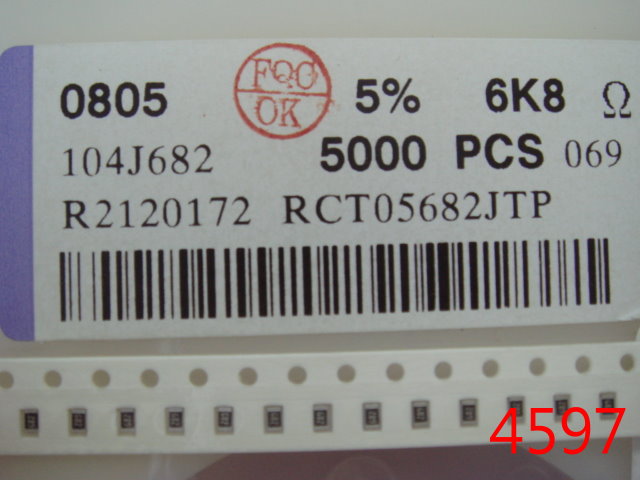 0805 FQC OK 5% 6K8 Ω
104J682 5000 PCS 069
R2120172 RCT05682JTP
4597